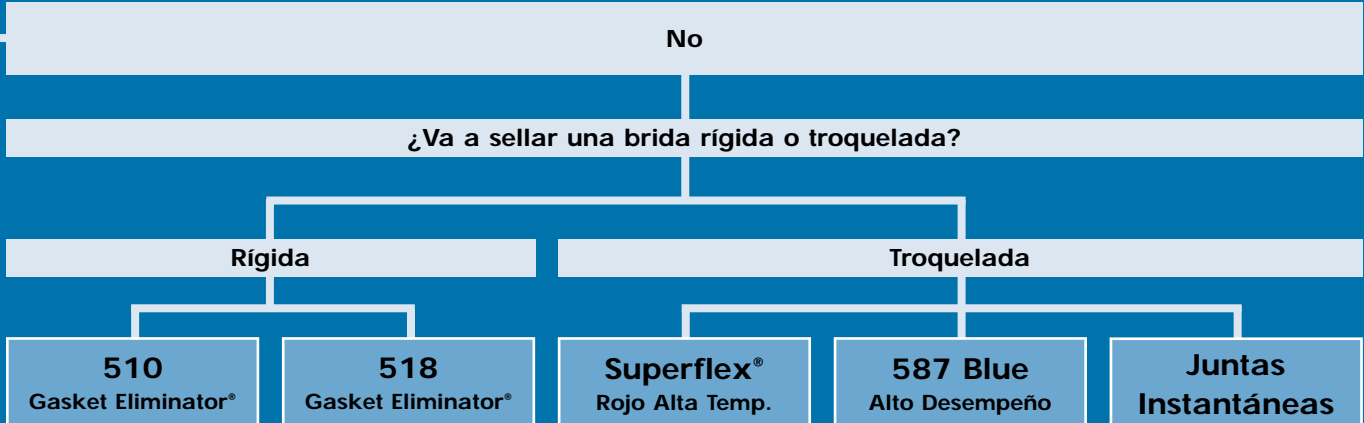 No
¿Va a sellar una brida rígida o troquelada?
Rígida
Troquelada
510
Gasket Eliminator®
518
Gasket Eliminator®
Superflex®
Rojo Alta Temp.
587 Blue
Alto Desempeño
Juntas
Instantáneas